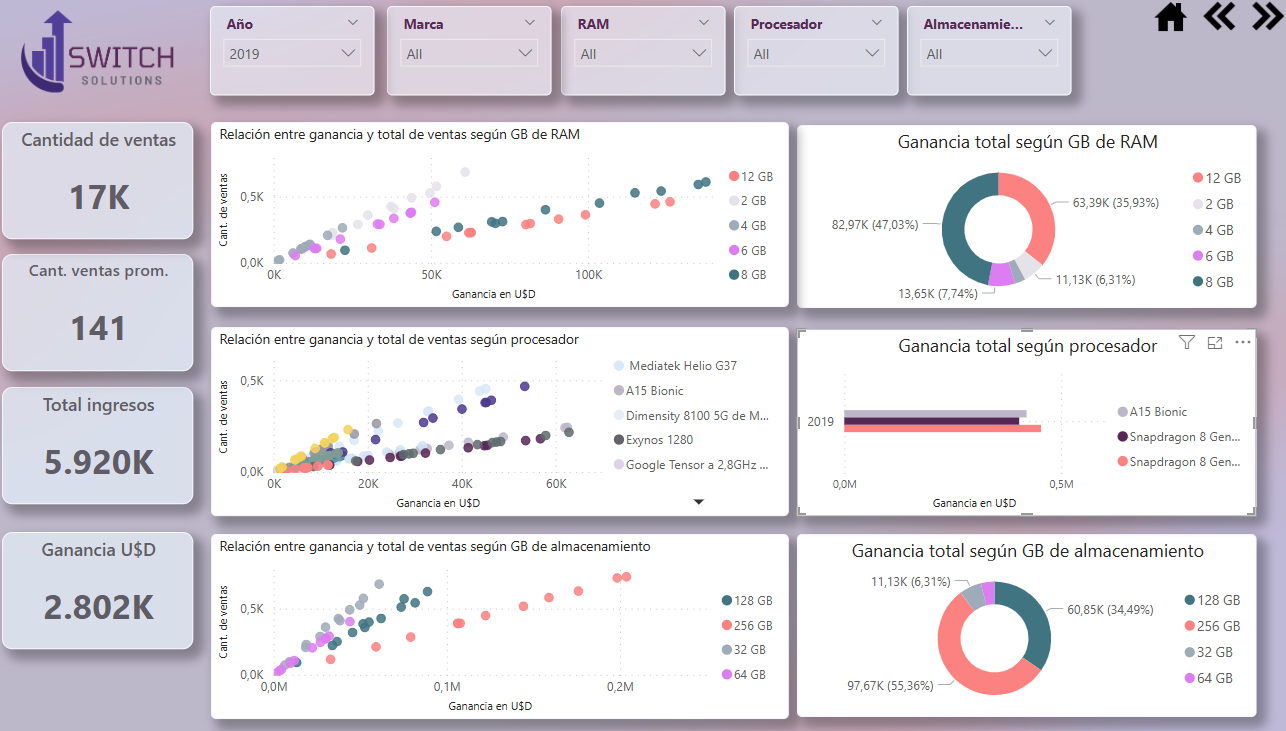 SWITCH
SOLUTIONS
Año
2019
Marca
All
RAM
All
Procesador
All
Almacenamie...
All
Cantidad de ventas
17K
Cant. ventas prom.
141
Total ingresos
5.920K
Ganancia U$D
2.802K
Relación entre ganancia y total de ventas según GB de RAM
Cant. de ventas
0,5K
0,0K
0K
50K
100K
Ganancia en U$D
12 GB
2 GB
4 GB
6 GB
8 GB
Ganancia total según GB de RAM
63,39K (35,93%)
82,97K (47,03%)
11,13K (6,31%)
13,65K (7,74%)
12 GB
2 GB
4 GB
6 GB
8 GB
Relación entre ganancia y total de ventas según procesador
Cant. de ventas
0,5K
0,0K
0K
20K
40K
60K
Ganancia en U$D
Mediatek Helio G37
A15 Bionic
Dimensity 8100 5G de M...
Exynos 1280
Google Tensor a 2,8GHz ...
Ganancia total según procesador
2019
0,0M
0,5M
Ganancia en U$D
A15 Bionic
Snapdragon 8 Gen...
Snapdragon 8 Gen...
Relación entre ganancia y total de ventas según GB de almacenamiento
Cant. de ventas
0,5K
0,0K
0,0M
0,1M
0,2M
Ganancia en U$D
128 GB
256 GB
32 GB
64 GB
Ganancia total según GB de almacenamiento
11,13K (6,31%)
60,85K (34,49%)
97,67K (55,36%)
128 GB
256 GB
32 GB
64 GB